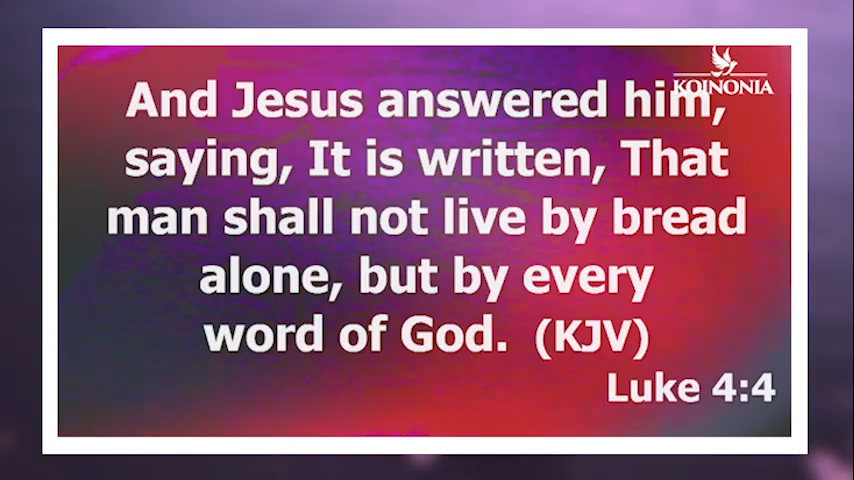 KOINONIA
And Jesus answered him,
saying, It is written, That
man shall not live by bread
alone, but by every
word of God. (KJV)
Luke 4:4